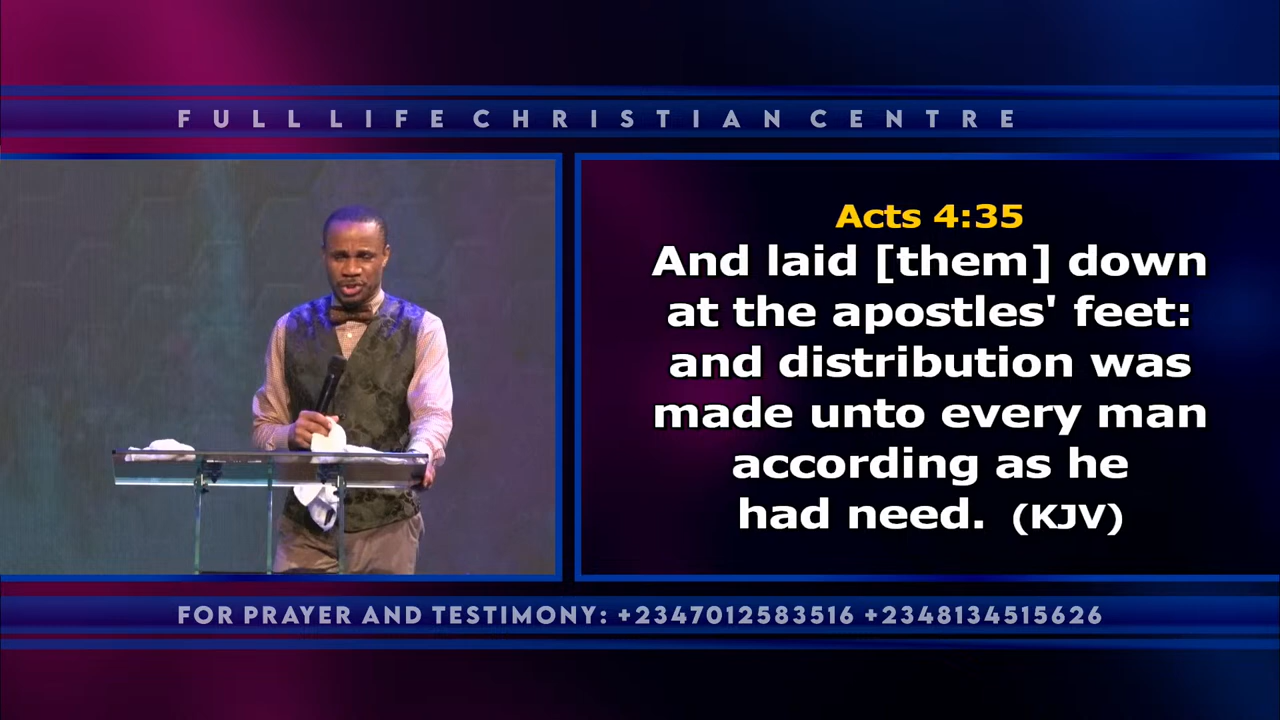 FULL LIFE CHRISTIAN CENTRE
Acts 4:35
And laid [them] down
at the apostles' feet:
and distribution was
made unto every man
according as he
had need. (KJV)
FOR PRAYER AND TESTIMONY: +2347012583516 +2348134515626